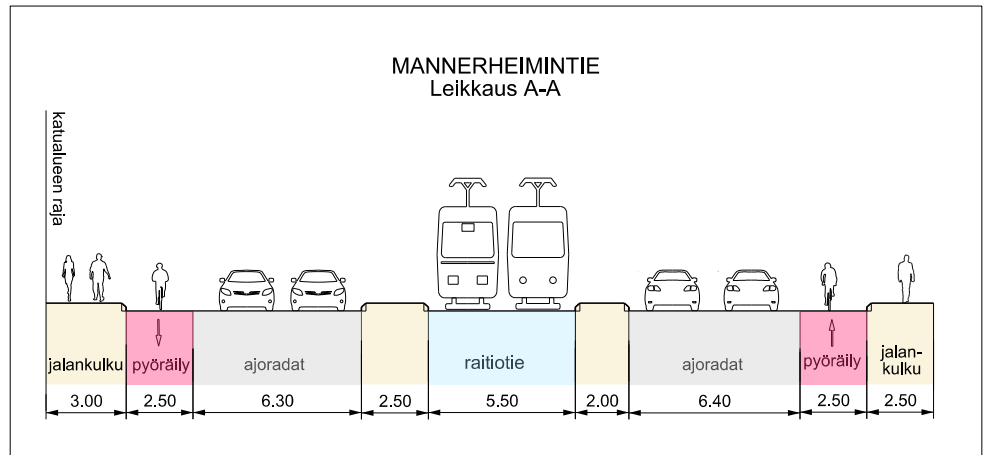 MANNERHEIMINTIE
Leikkaus A-A
katualueen raja
jalankulku
pyöräily
ajoradat
raitiotie
ajoradat
pyöräily
jalan-
kulku
3.00 2.50 6.30 2.50 5.50 2.00 6.40 2.50 2.50